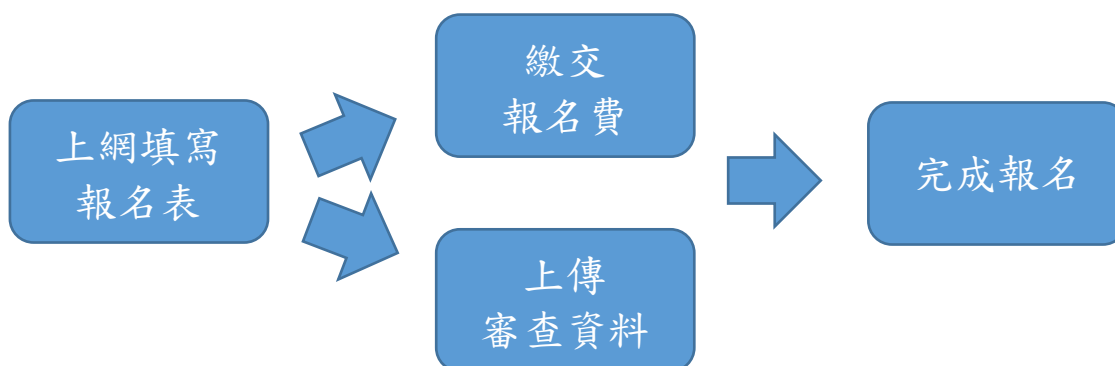 上網填寫
報名表
繳交
報名費
上傳
審查資料
完成報名